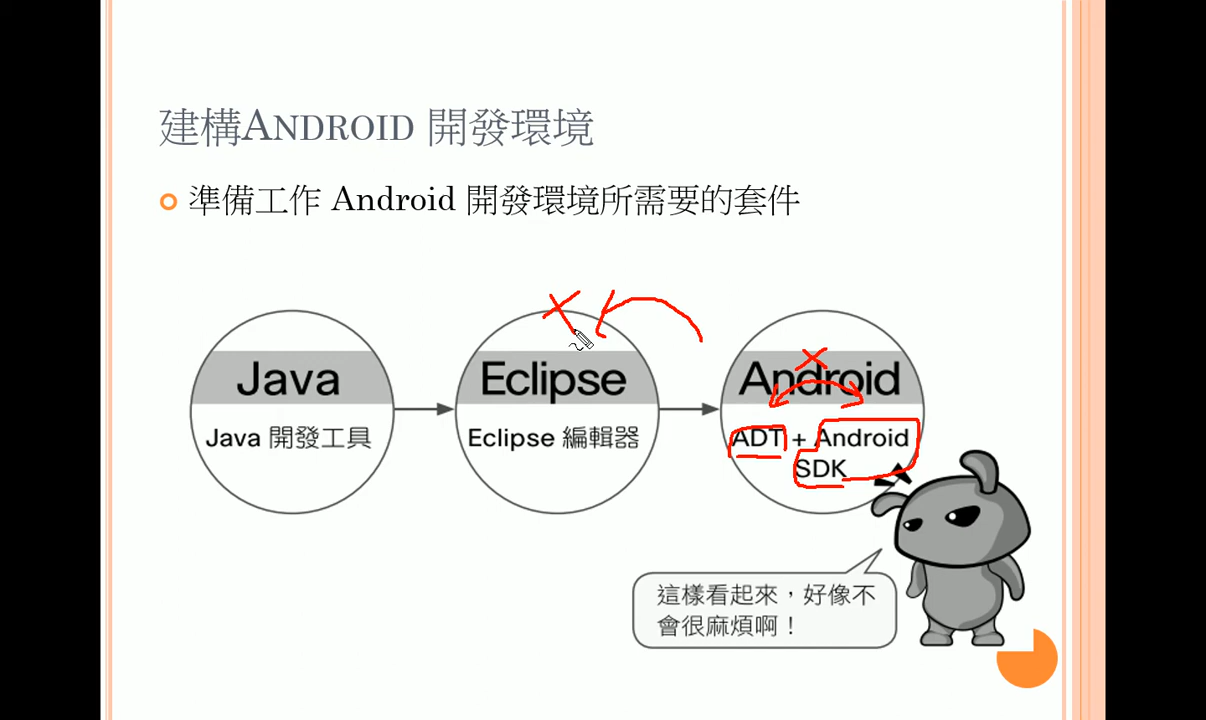 建構ANDROID 開發環境
準備工作 Android 開發環境所需要的套件
Java
Java 開發工具
Eclipse
Eclipse 編輯器
Android
ADT + Android
SDK
這樣看起來，好像不
會很麻煩啊！